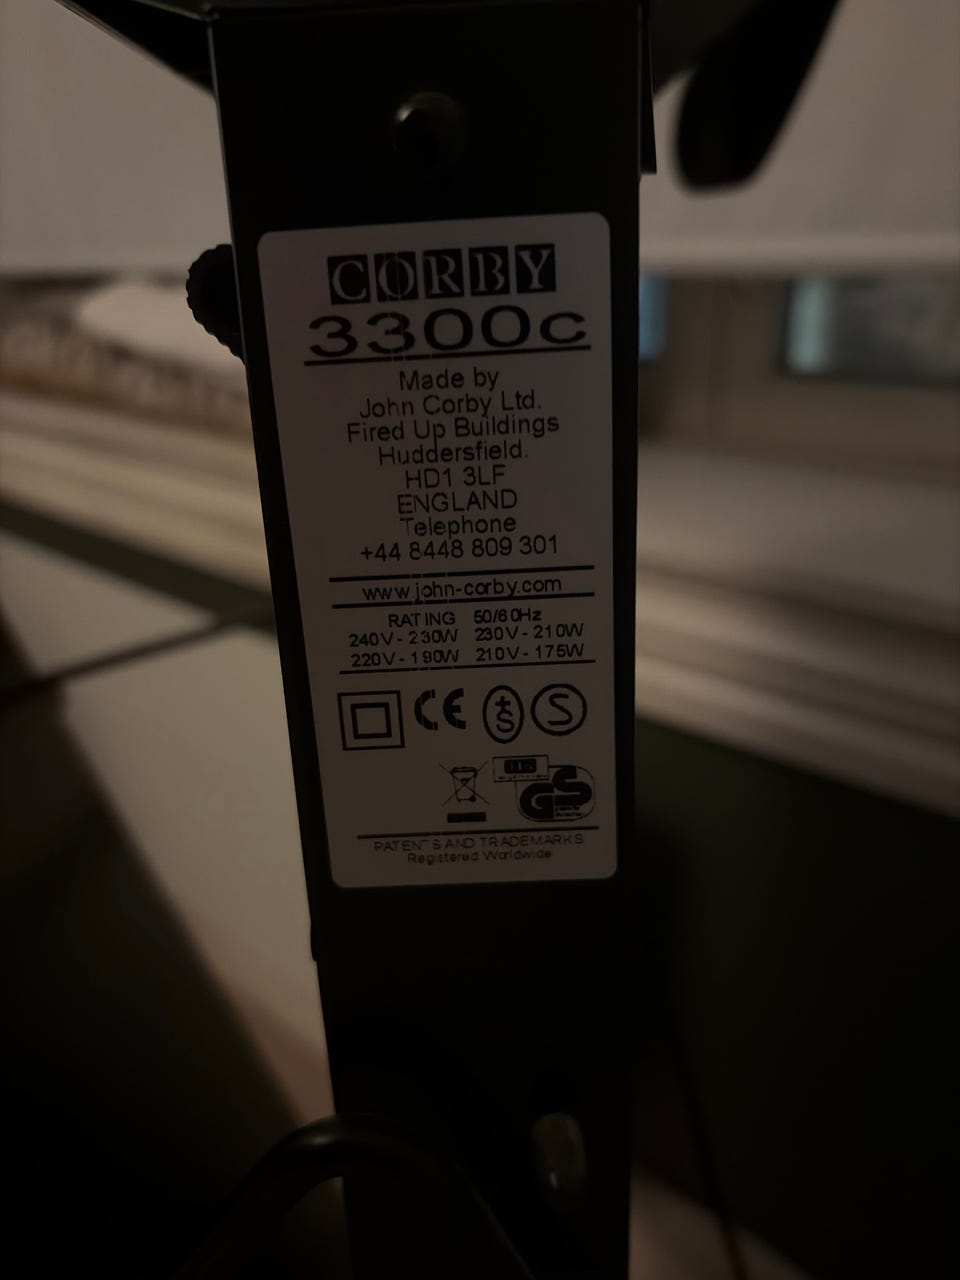 CORBY
3300c
Made by
John Corby Ltd.
Fired Up Buildings
Huddersfield.
HD1 3LF
ENGLAND
Telephone
+44 8448 809 301
www.john-corby.com
RATING 50/60Hz
240V - 230W 230V - 210W
220V - 190W 210V - 175W
CE
+S S
GS
PATENTS AND TRADEMARKS
Registered Worldwide